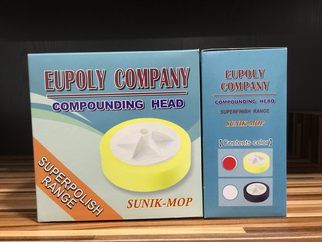 EUPOLY COMPANY
COMPOUNDING HEAD
SUPERPOLISH
RANGE
SUNIK-MOP
EUPOLY
COMPANY
COMPOUNDING HEAD
SUPERFINISH RANGE
SUNIK-MOP
【Contents color】